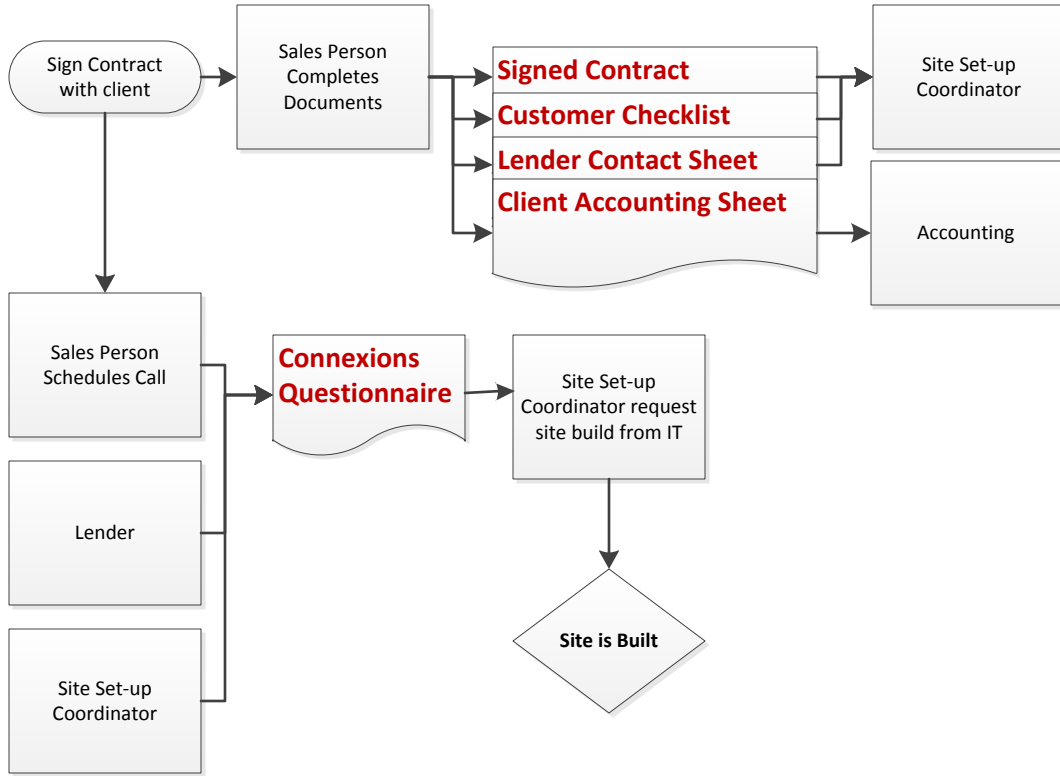 Sign Contract
with client
Sales Person
Completes
Documents
Signed Contract
Customer Checklist
Lender Contact Sheet
Client Accounting Sheet
Site Set-up
Coordinator
Accounting
Sales Person
Schedules Call
Connexions
Questionnaire
Site Set-up
Coordinator request
site build from IT
Lender
Site is Built
Site Set-up
Coordinator